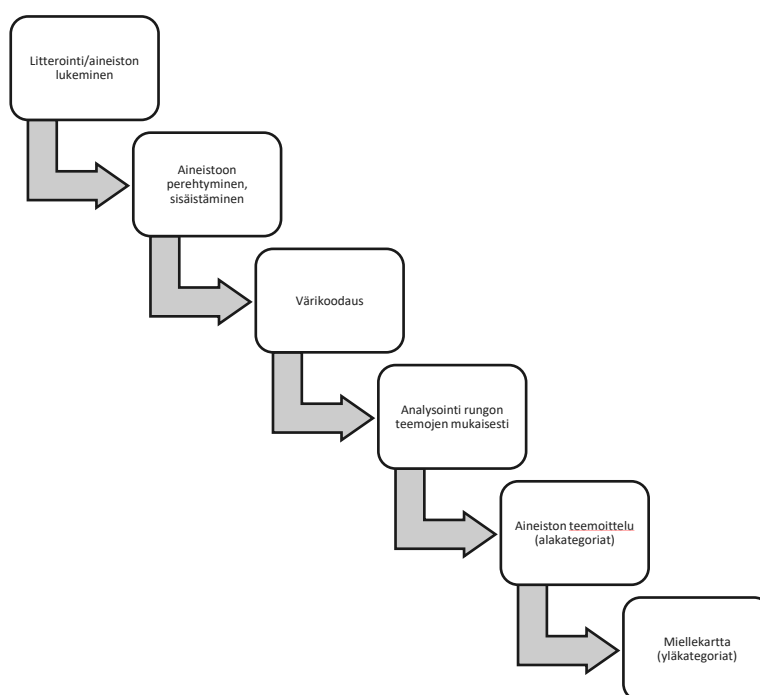 Litterointi/aineiston
lukeminen
Aineistoon
perehtyminen,
sisäistäminen
Värikoodaus
Analysointi rungon
teemojen mukaisesti
Aineiston teemoittelu
(alakategoriat)
Miellekartta
(yläkategoriat)